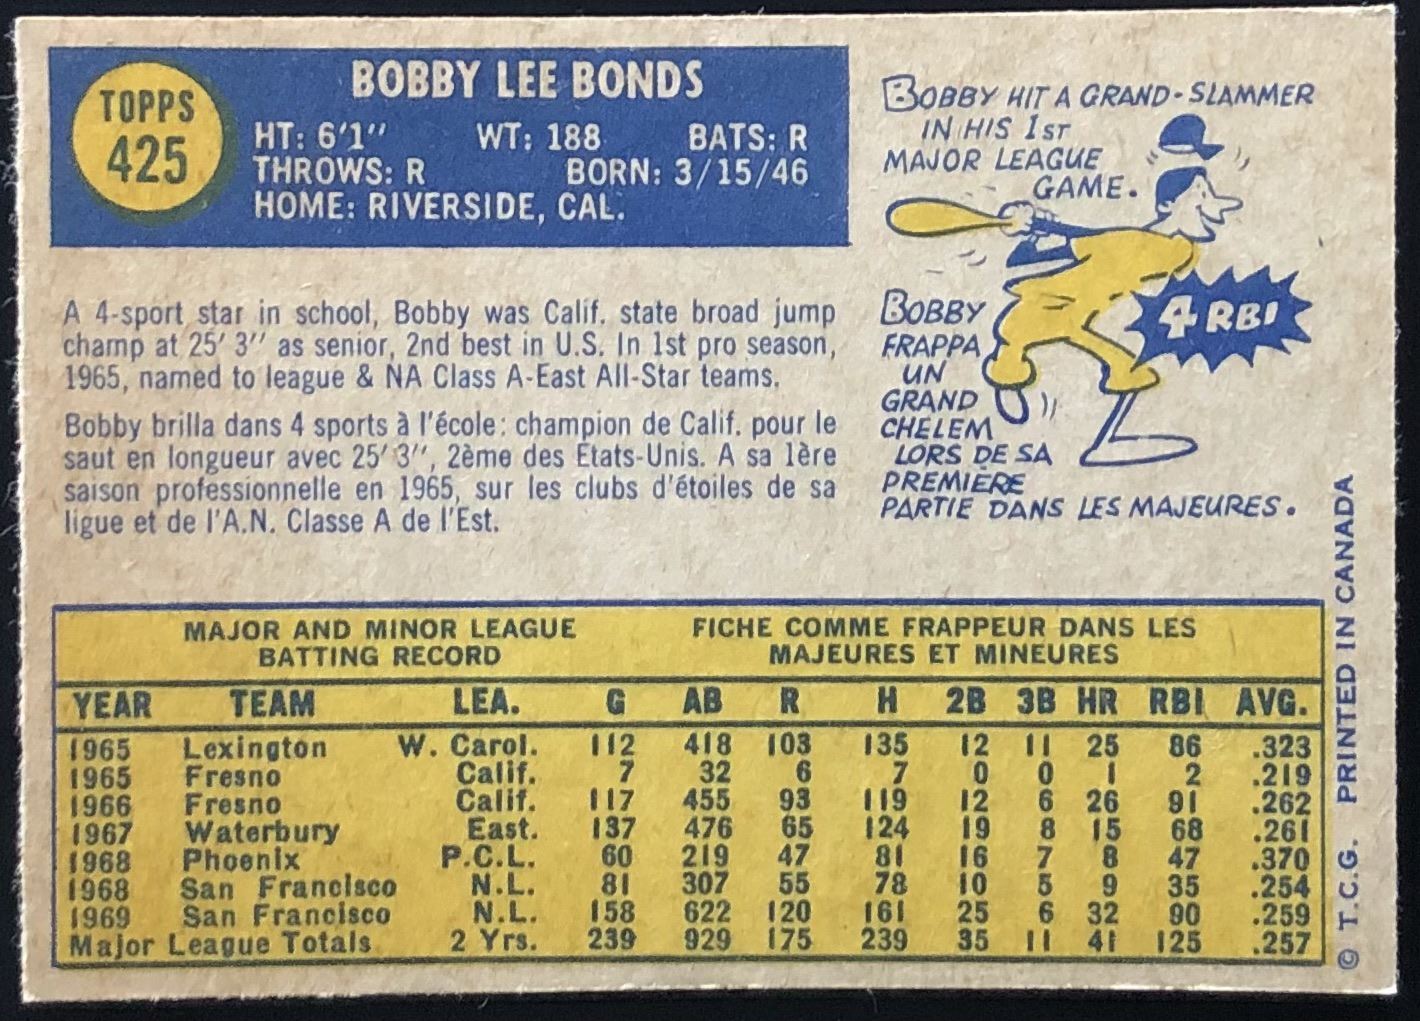 TOPPS
425
BOBBY LEE BONDS
HT: 6'1" WT: 188 BATS: R
THROWS: R BORN: 3/15/46
HOME: RIVERSIDE, CAL.
A 4-sport star in school, Bobby was Calif. state broad jump
champ at 25' 3" as senior, 2nd best in U.S. In 1st pro season,
1965, named to league & NA Class A-East All-Star teams.
Bobby brilla dans 4 sports à l'école: champion de Calif. pour le
saut en longueur avec 25' 3", 2ème des Etats-Unis. A sa 1ère
saison professionnelle en 1965, sur les clubs d'étoiles de sa
ligue et de l'A.N. Classe A de l'Est.
BOBBY HIT A GRAND-SLAMMER
IN HIS 1ST
MAJOR LEAGUE
GAME.
4 RBI
BOBBY
FRAPPA
UN
GRAND
CHELEM
LORS DE SA
PREMIÈRE
PARTIE DANS LES MAJEURES.
MAJOR AND MINOR LEAGUE
BATTING RECORD
FICHE COMME FRAPPEUR DANS LES
MAJEURES ET MINEURES
YEAR TEAM LEA. G AB R H 2B 3B HR RBI AVG.
1965 Lexington W. Carol. 112 418 103 135 12 11 25 86 .323
1965 Fresno Calif. 7 32 6 7 0 0 1 2 .219
1966 Fresno Calif. 117 455 93 119 12 6 26 91 .262
1967 Waterbury East. 137 476 65 124 19 8 15 68 .261
1968 Phoenix P.C.L. 60 219 47 81 16 7 8 47 .370
1968 San Francisco N.L. 81 307 55 78 10 5 9 35 .254
1969 San Francisco N.L. 158 622 120 161 25 6 32 90 .259
Major League Totals 2 Yrs. 239 929 175 239 35 11 41 125 .257
© T.C.G. PRINTED IN CANADA